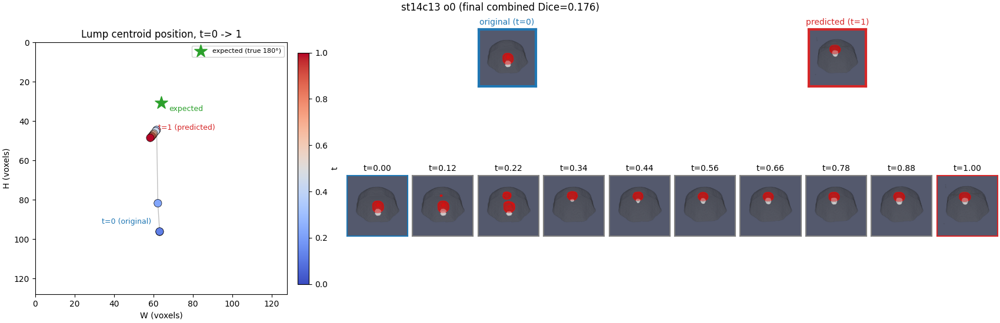 st14c13 o0 (final combined Dice=0.176)
Lump centroid position, t=0 -> 1
expected (true 180°)
expected
t=1 (predicted)
t=0 (original)
0
20
40
60
80
100
120
H (voxels)
0 20 40 60 80 100 120
W (voxels)
1.0
0.8
0.6
0.4
0.2
0.0
t
original (t=0)
predicted (t=1)
t=0.00 t=0.12 t=0.22 t=0.34 t=0.44 t=0.56 t=0.66 t=0.78 t=0.88 t=1.00